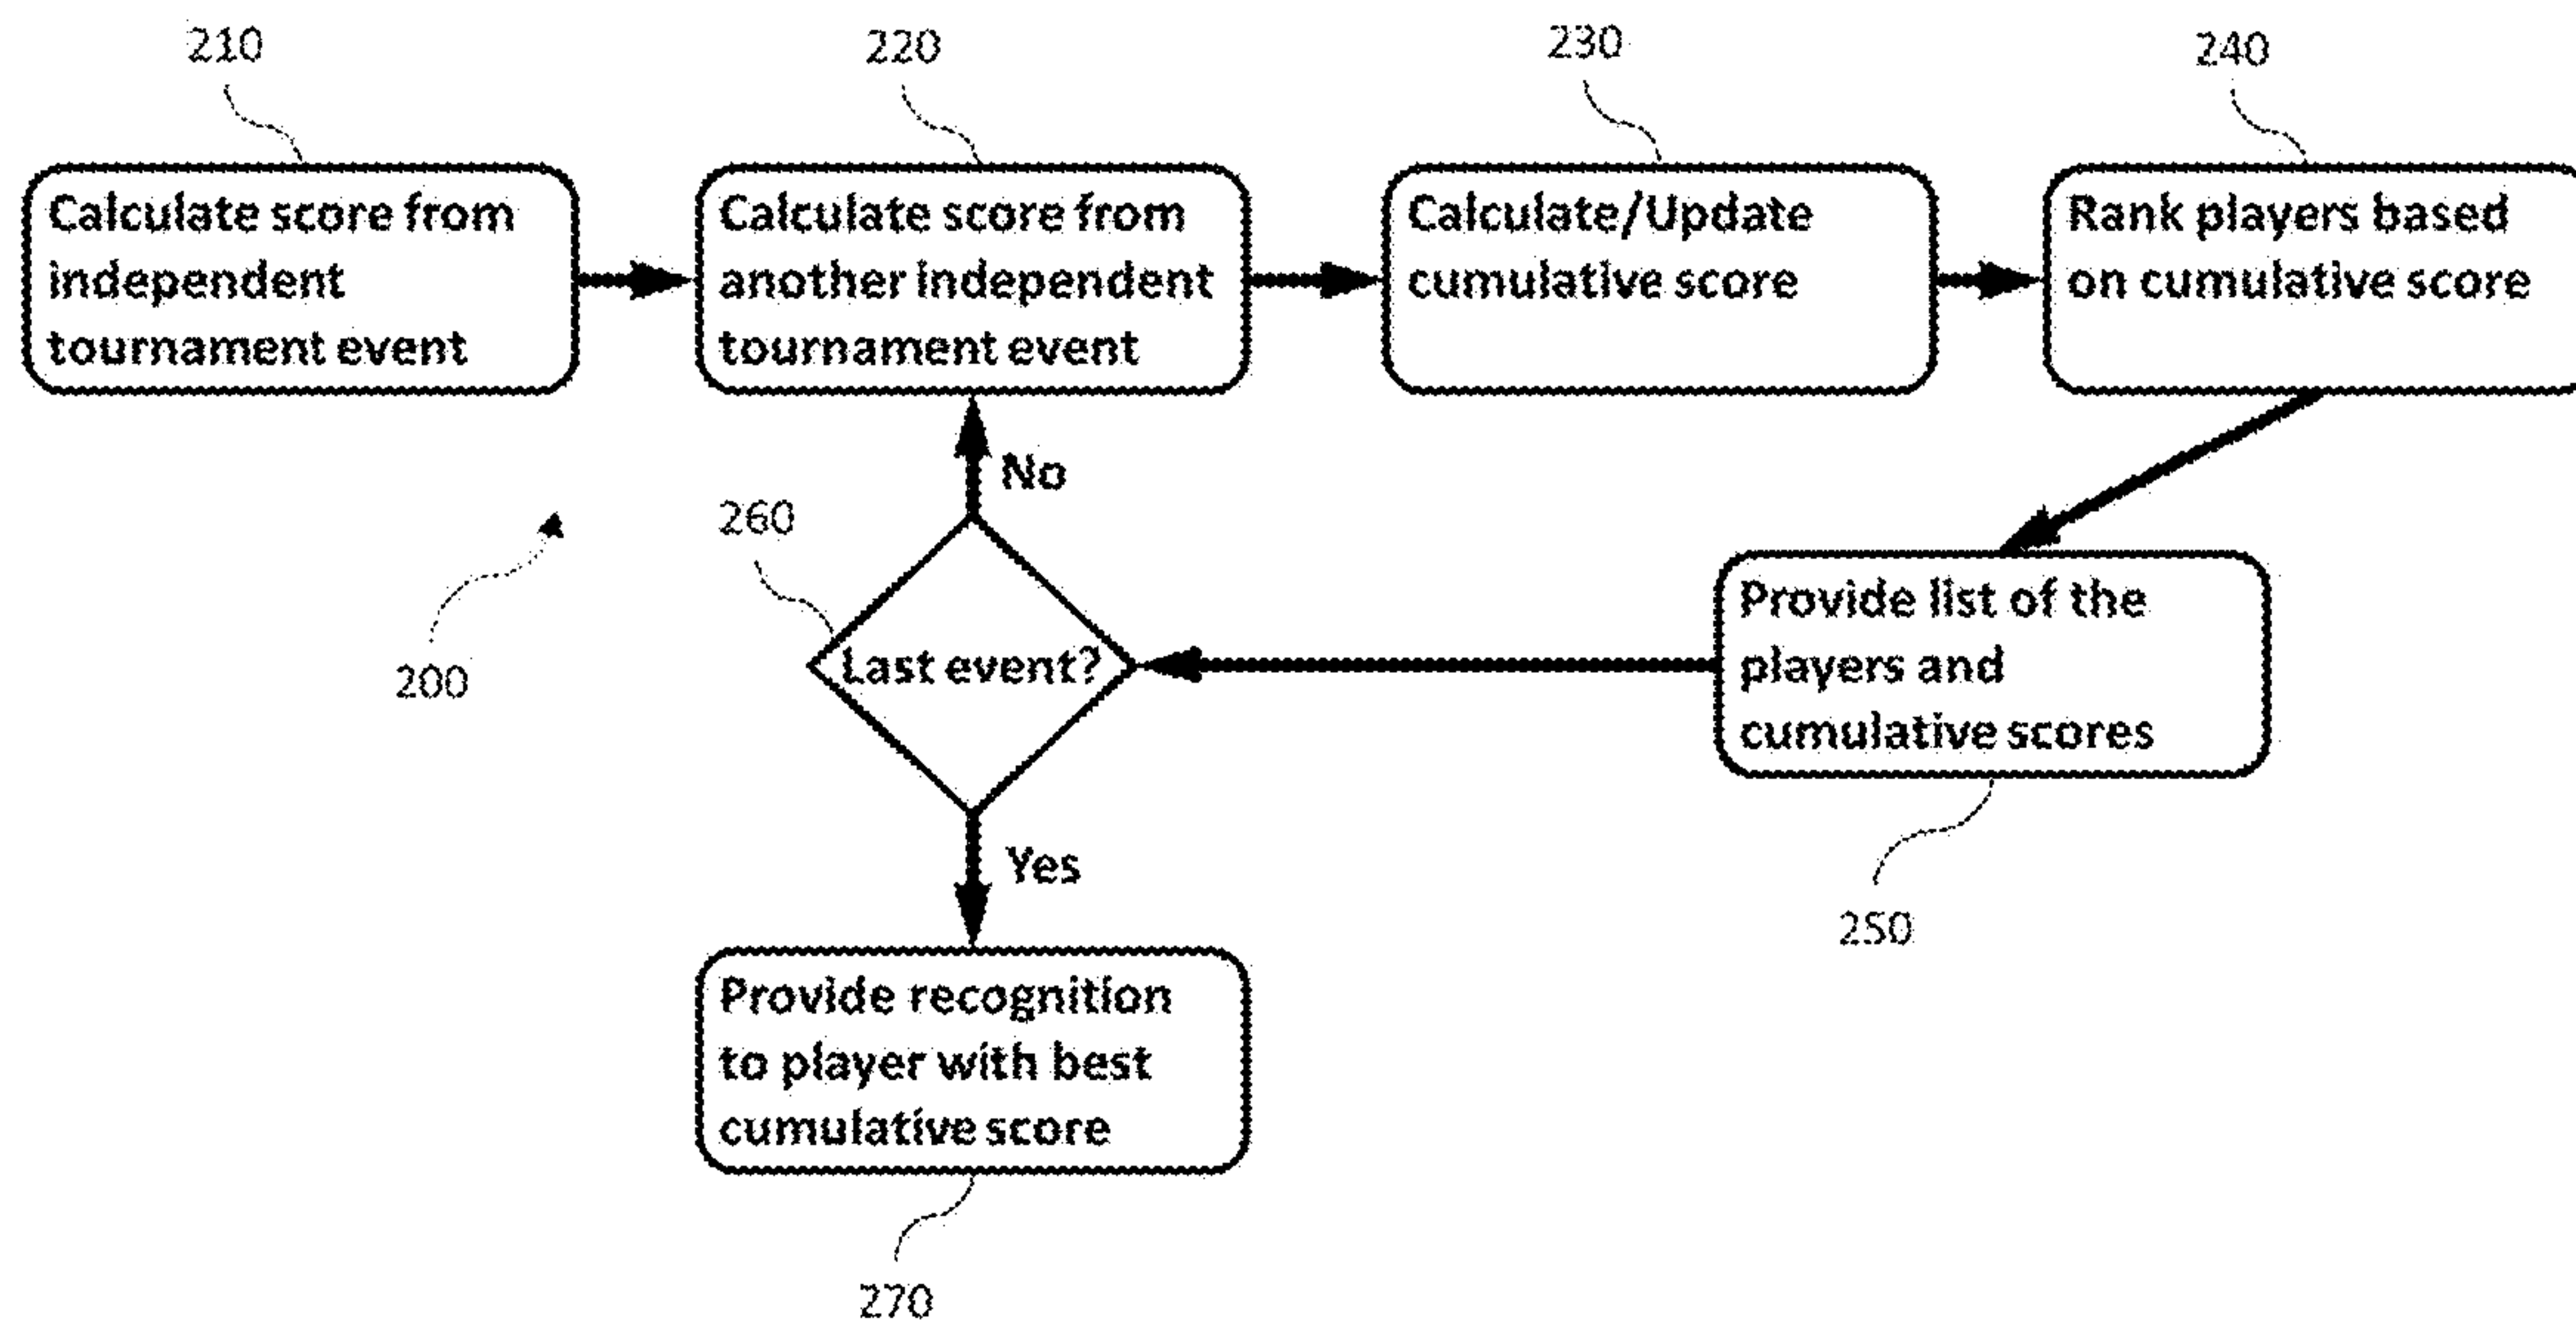 210
220
230
240
Calculate score from
independent
tournament event
Calculate score from
another independent
tournament event
Calculate/Update
cumulative score
Rank players based
on cumulative score
No
260
200
Last event?
Provide list of the
players and
cumulative scores
250
Yes
Provide recognition
to player with best
cumulative score
270